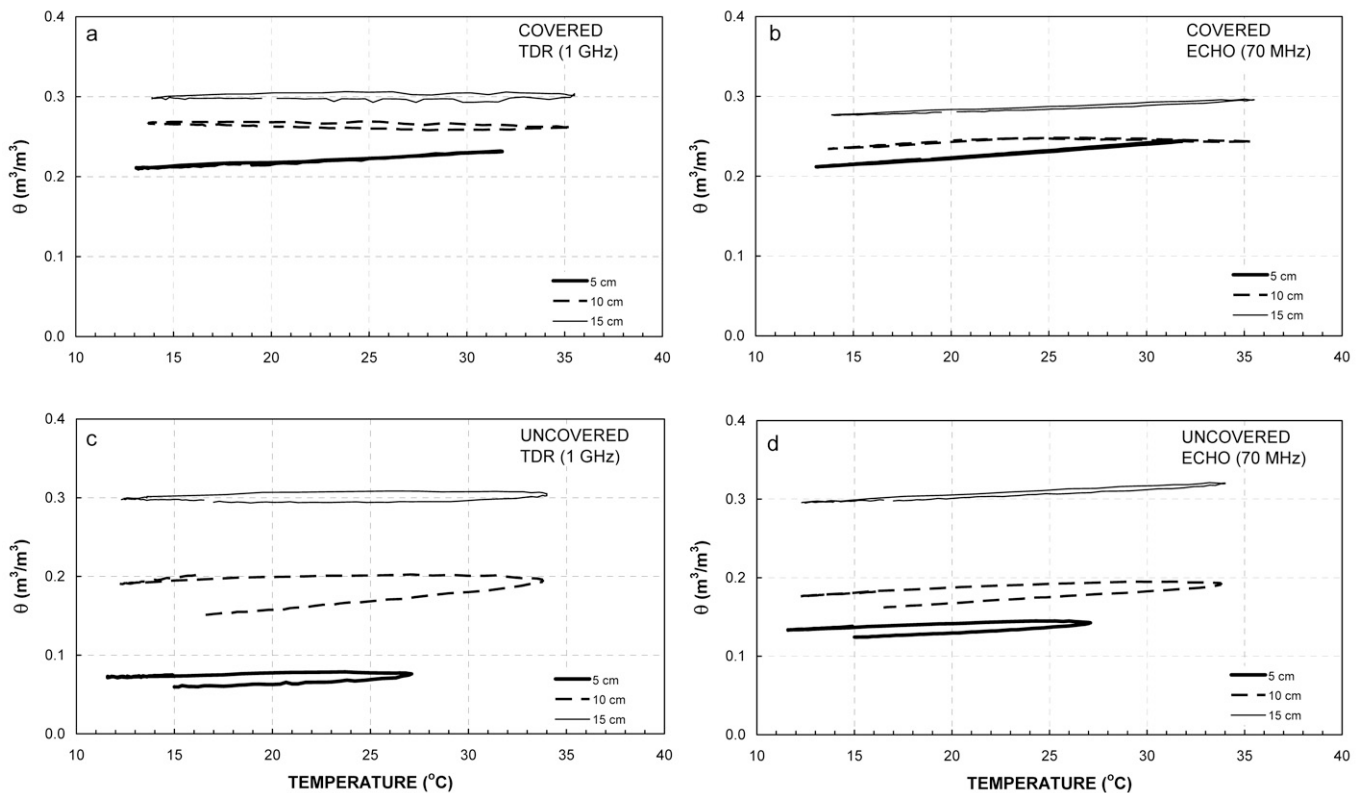 a
COVERED
TDR (1 GHz)
0.4
0.3
0.2
0.1
0.0
θ (m³/m³)
5 cm
10 cm
15 cm
10 15 20 25 30 35 40
b
COVERED
ECHO (70 MHz)
0.4
0.3
0.2
0.1
0.0
θ (m³/m³)
5 cm
10 cm
15 cm
10 15 20 25 30 35 40
c
UNCOVERED
TDR (1 GHz)
0.4
0.3
0.2
0.1
0.0
θ (m³/m³)
5 cm
10 cm
15 cm
10 15 20 25 30 35 40
TEMPERATURE (°C)
d
UNCOVERED
ECHO (70 MHz)
0.4
0.3
0.2
0.1
0.0
θ (m³/m³)
5 cm
10 cm
15 cm
10 15 20 25 30 35 40
TEMPERATURE (°C)